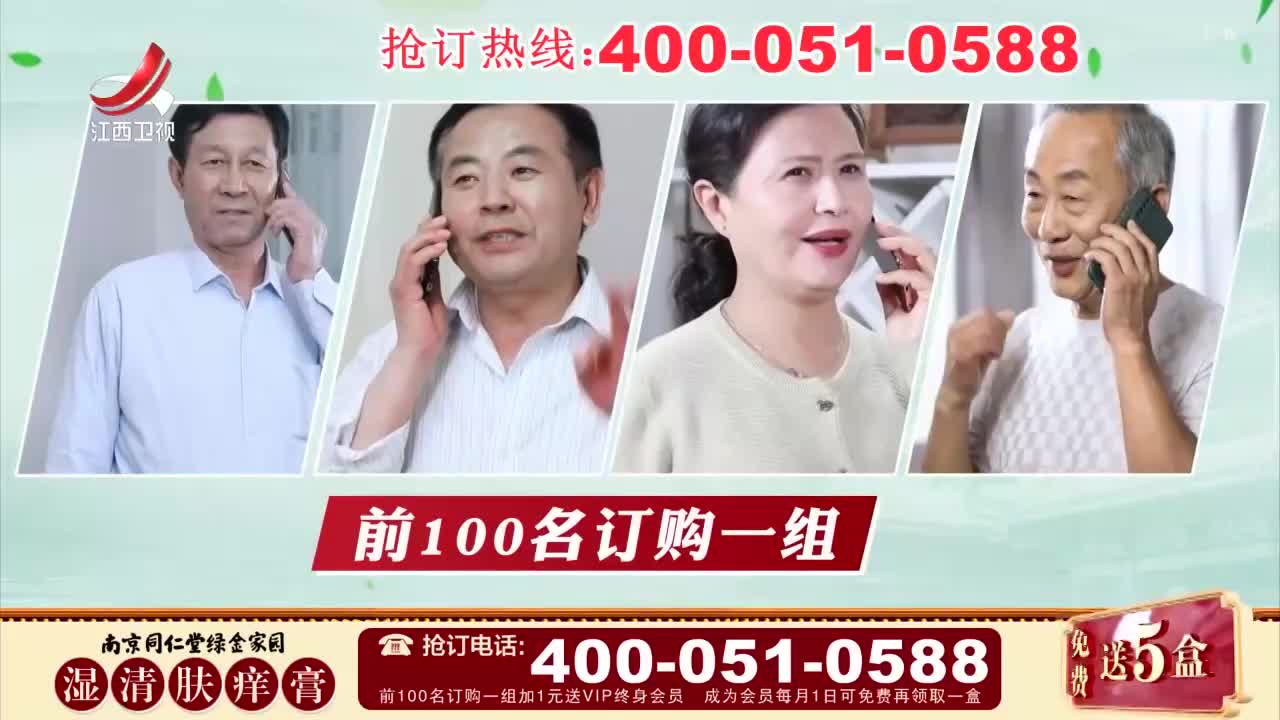 抢订热线:400-051-0588
江西卫视
前100名订购一组
南京同仁堂绿金家园
湿清肤痒膏
抢订电话:400-051-0588
前100名订购一组加1元送VIP终身会员 成为会员每月1日可免费再领取一盒
免费送5盒